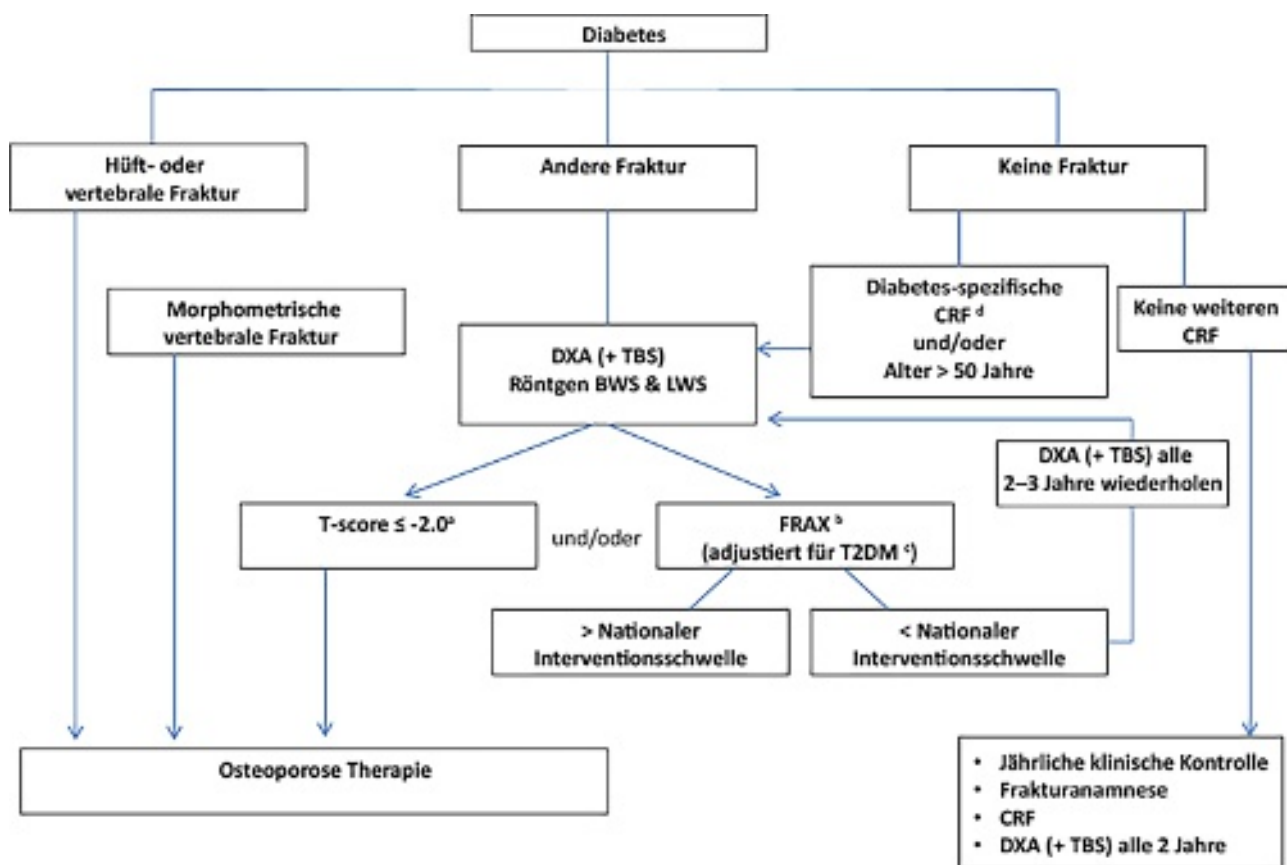 Diabetes
Hüft- oder
vertebrale Fraktur
Andere Fraktur
Keine Fraktur
Morphometrische
vertebrale Fraktur
DXA (+ TBS)
Röntgen BWS & LWS
Diabetes-spezifische
CRF d
und/oder
Alter > 50 Jahre
Keine weiteren
CRF
DXA (+ TBS) alle
2–3 Jahre wiederholen
T-score ≤ -2.0a
und/oder
FRAX b
(adjustiert für T2DM c)
> Nationaler
Interventionsschwelle
< Nationaler
Interventionsschwelle
Osteoporose Therapie
• Jährliche klinische Kontrolle
• Frakturanamnese
• CRF
• DXA (+ TBS) alle 2 Jahre